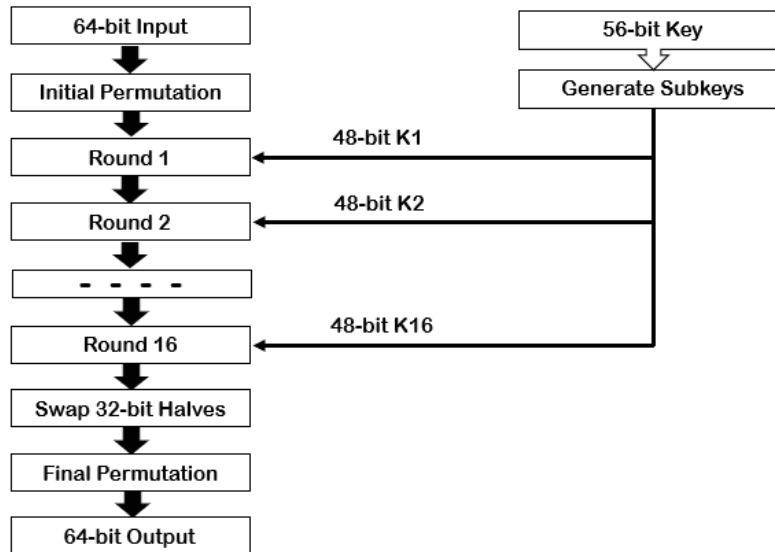 64-bit Input
56-bit Key
Initial Permutation
Generate Subkeys
48-bit K1
Round 1
48-bit K2
Round 2
- - - -
48-bit K16
Round 16
Swap 32-bit Halves
Final Permutation
64-bit Output